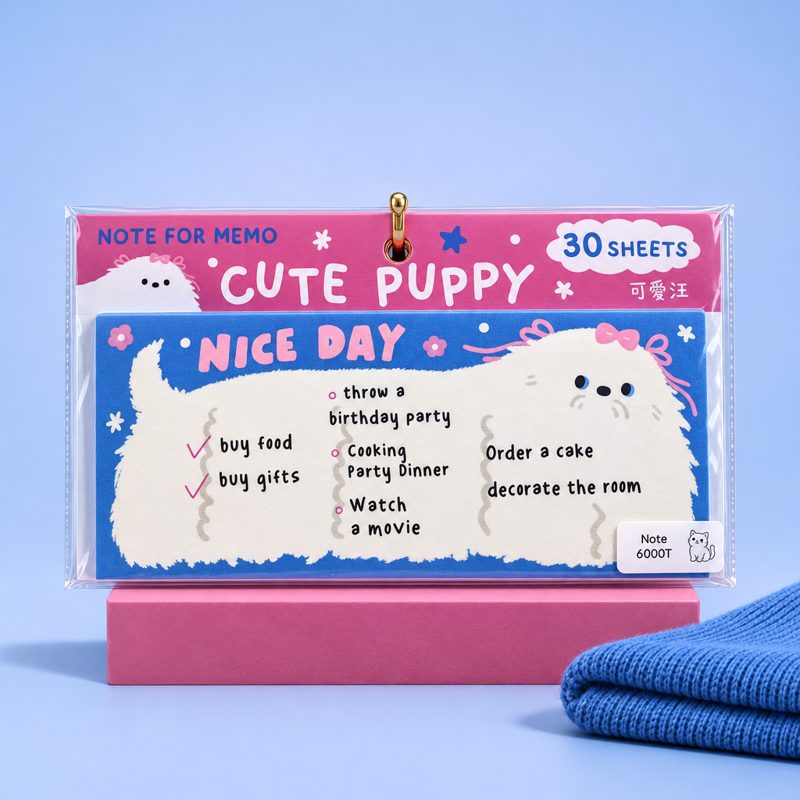 NOTE FOR MEMO
30 SHEETS
CUTE PUPPY
可愛汪
NICE DAY
buy food
buy gifts
throw a
birthday party
Cooking
Party Dinner
Watch
a movie
Order a cake
decorate the room
Note
6000T